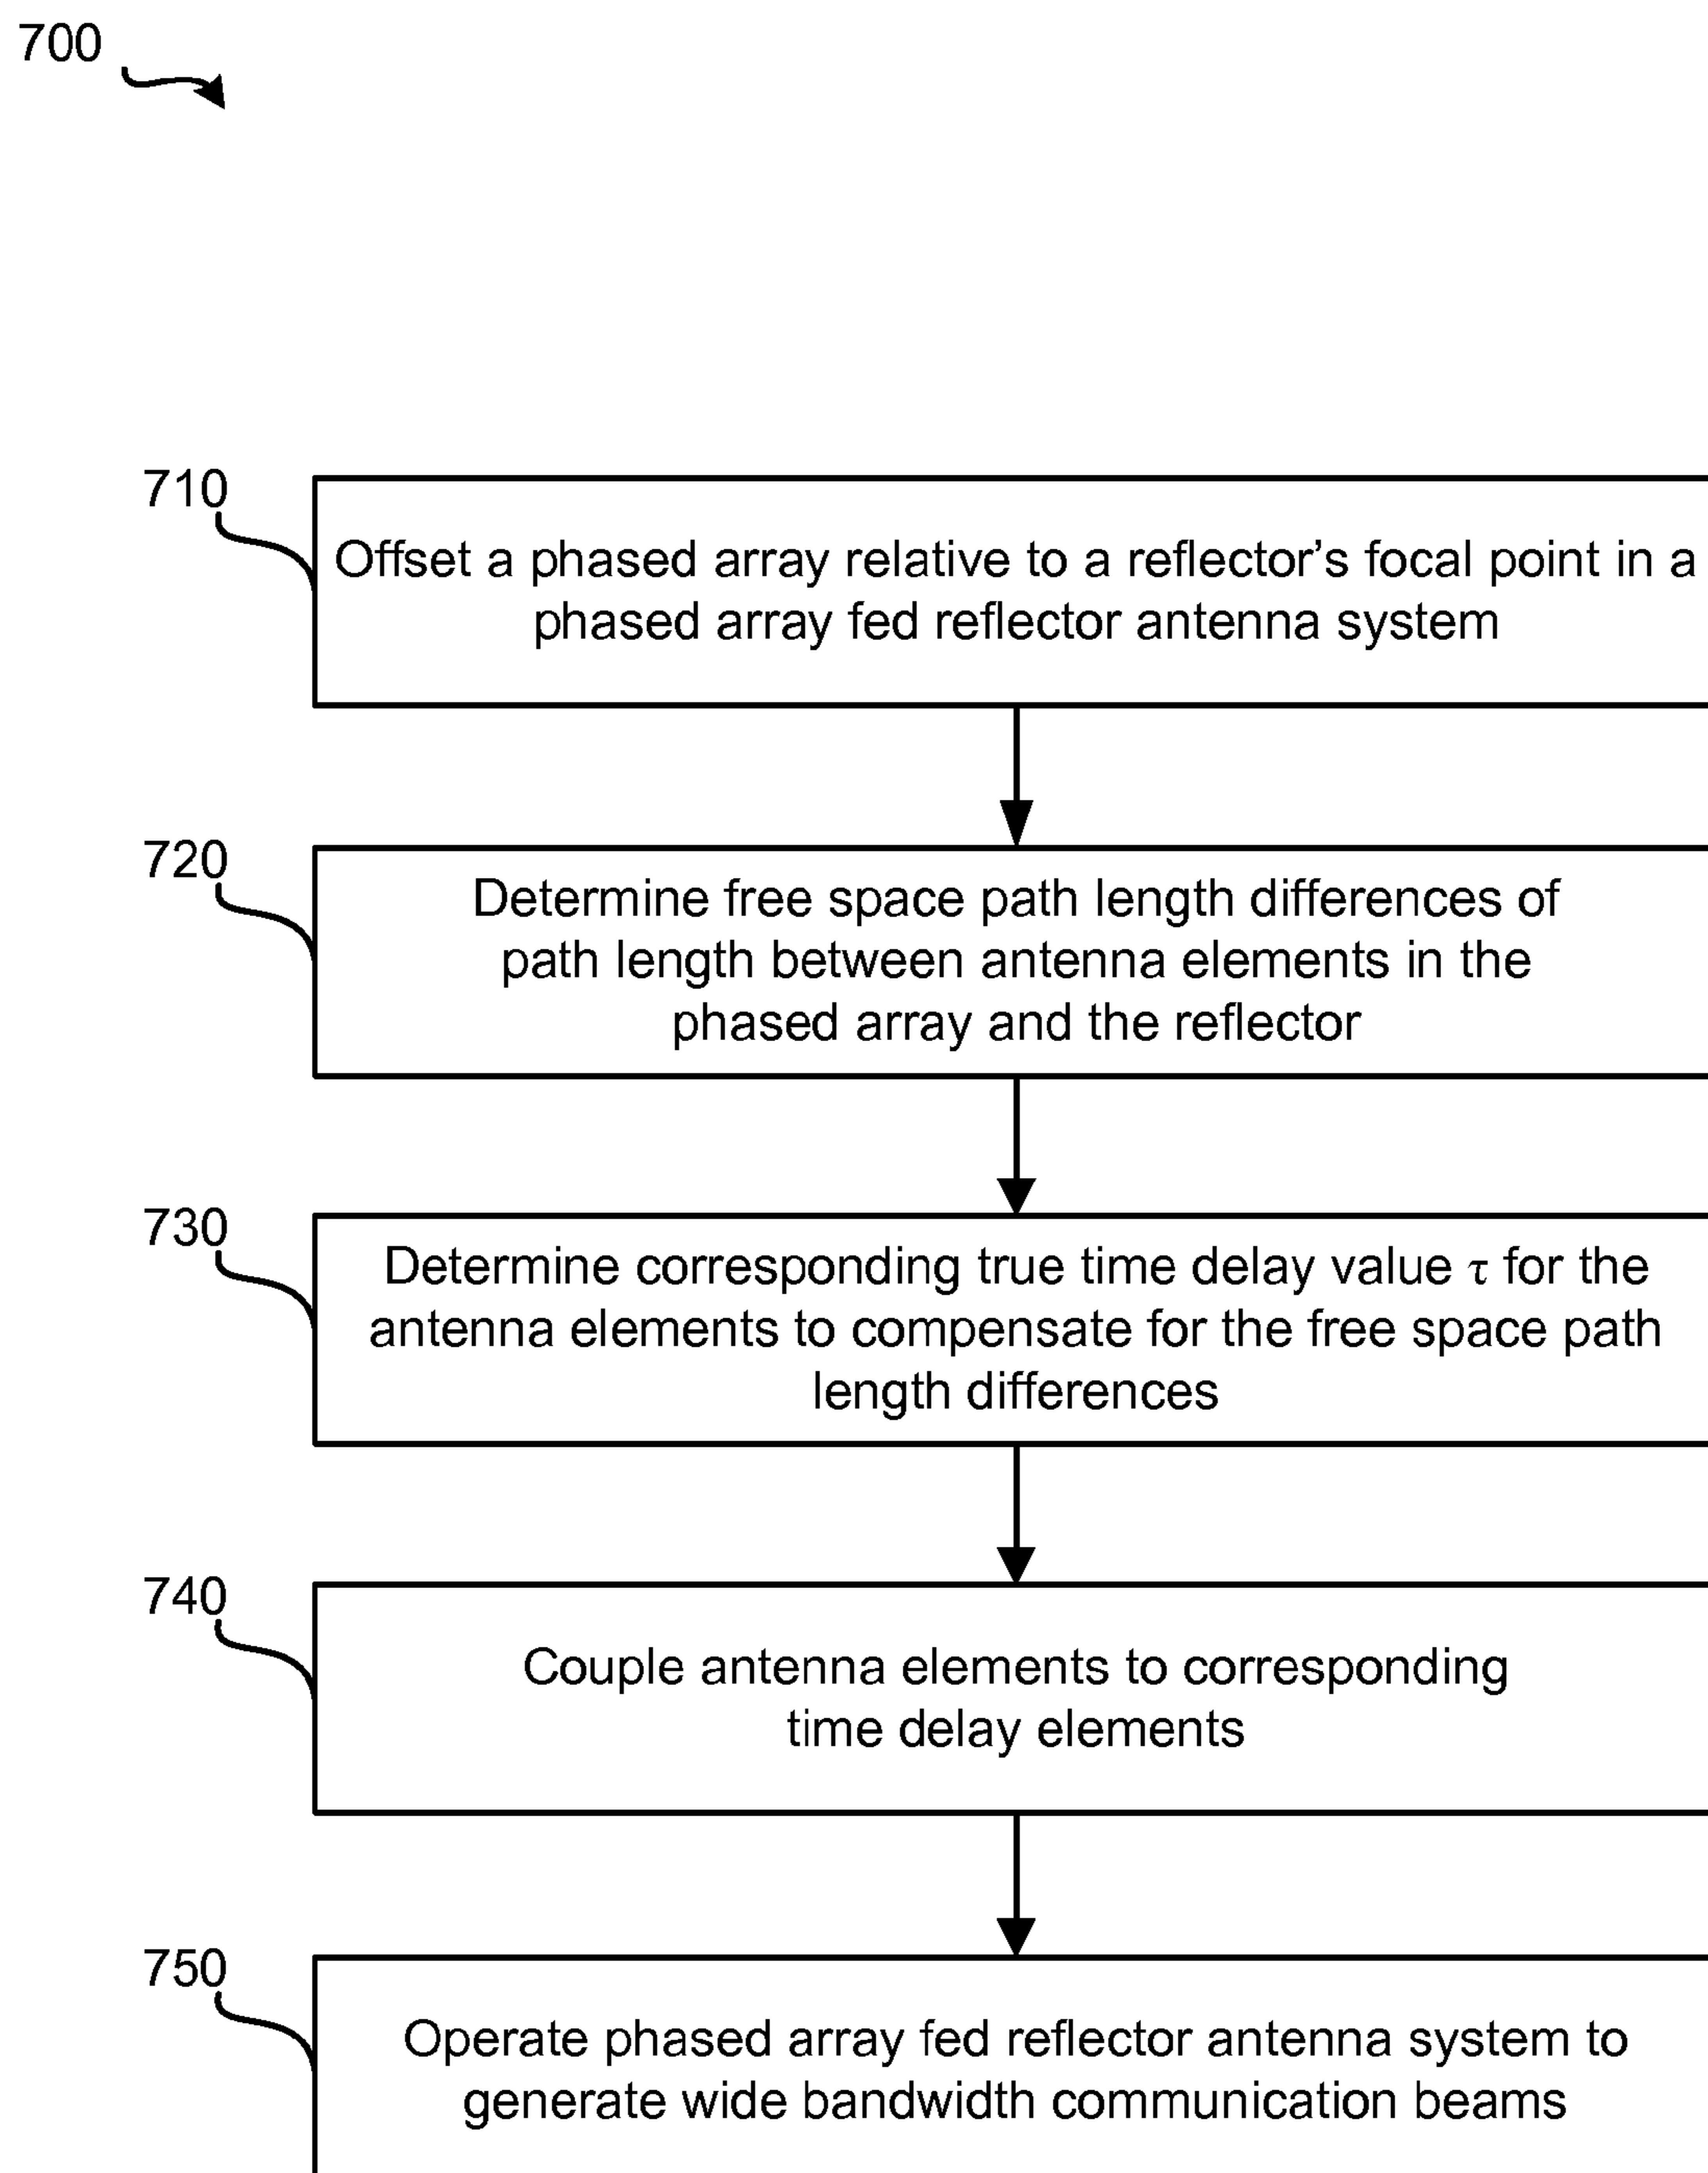 700
710
Offset a phased array relative to a reflector’s focal point in a
phased array fed reflector antenna system
720
Determine free space path length differences of
path length between antenna elements in the
phased array and the reflector
730
Determine corresponding true time delay value τ for the
antenna elements to compensate for the free space path
length differences
740
Couple antenna elements to corresponding
time delay elements
750
Operate phased array fed reflector antenna system to
generate wide bandwidth communication beams